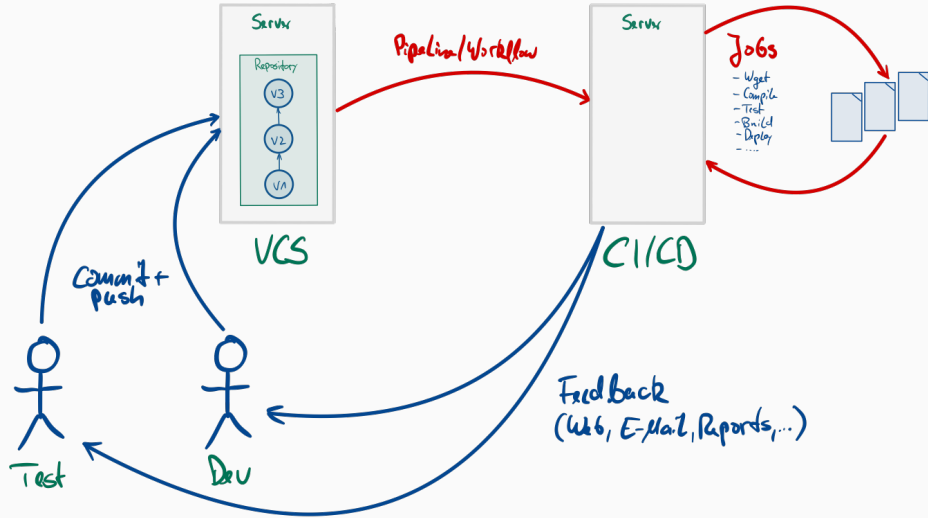 Server
Repository
V3
V2
V1
VCS
Pipeline/Workflow
Server
CI/CD
Jobs
- Wget
- Compile
- Test
- Build
- Deploy
- ....
Commit +
push
Test
Dev
Feedback
(Web, E-Mail, Reports,...)